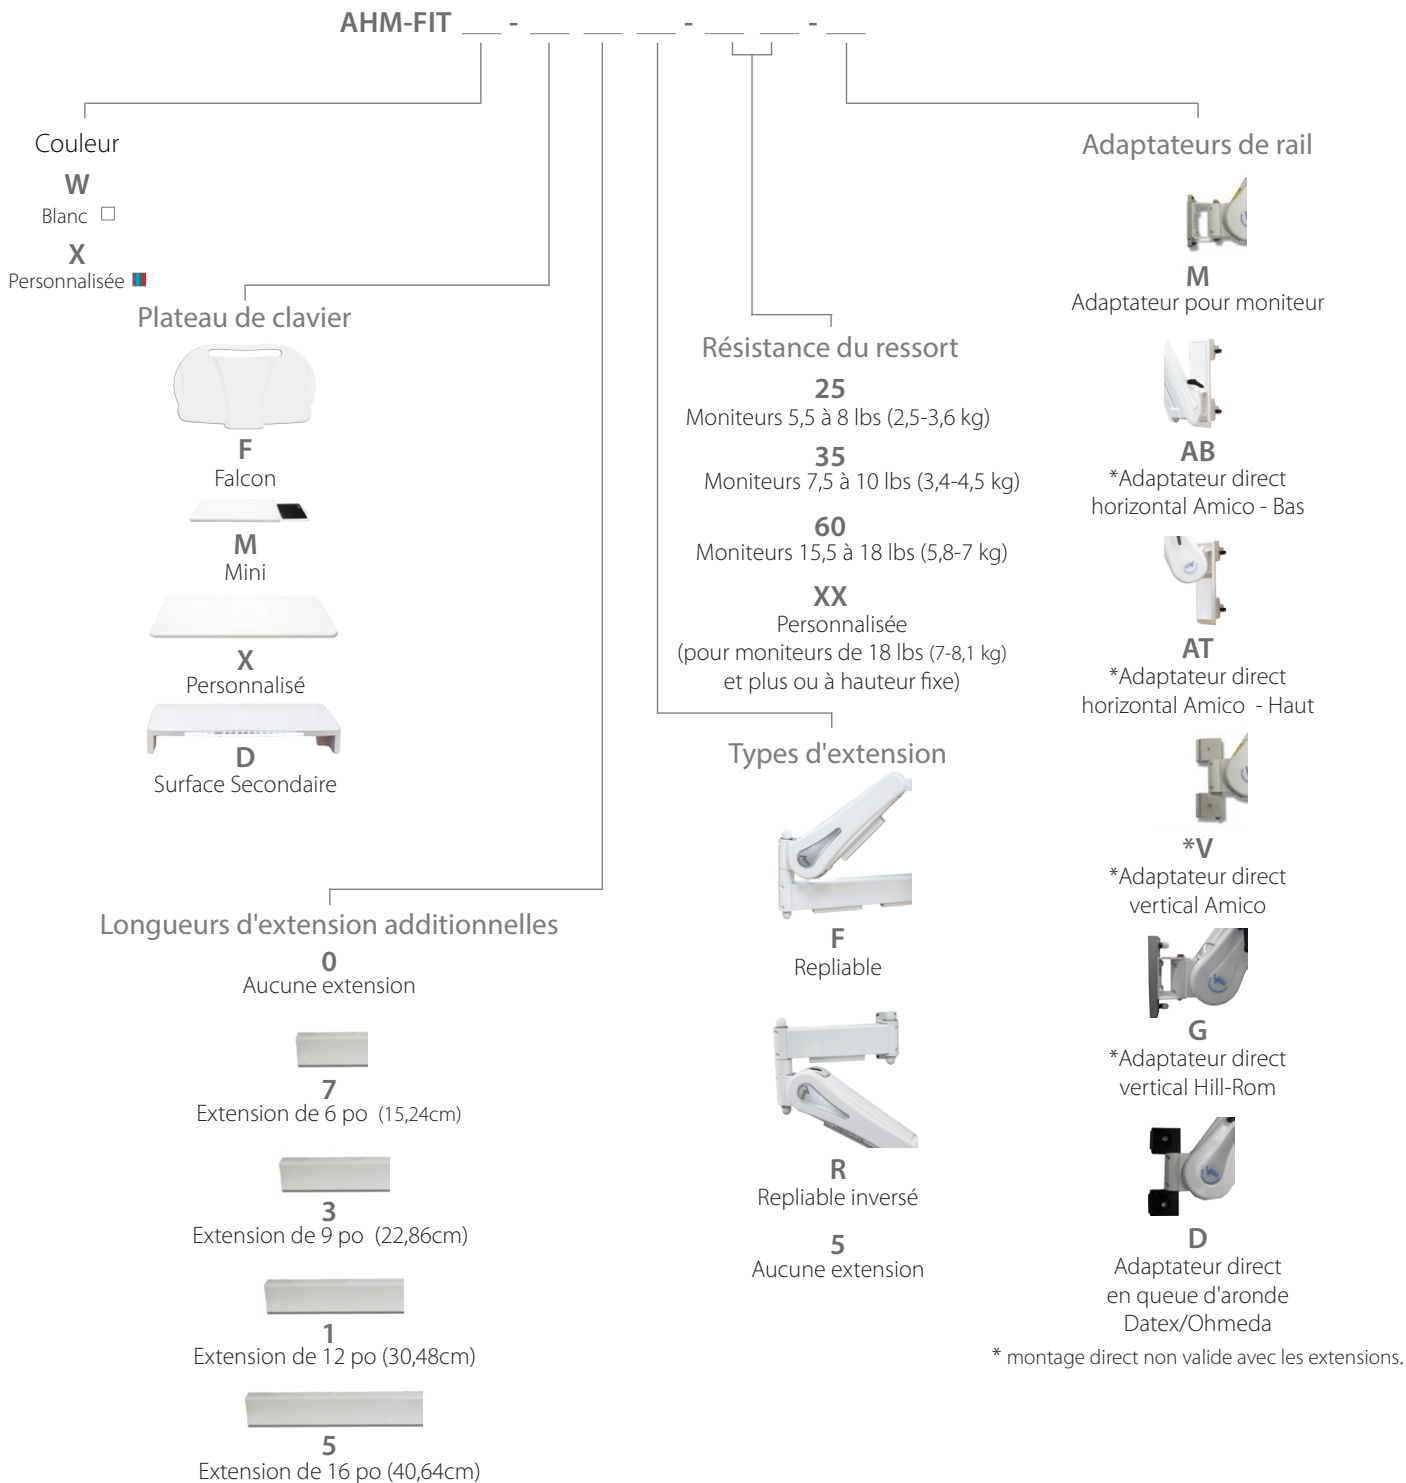 AHM-FIT __ - __ __ __ - __ __ - __
Couleur
W
Blanc
X
Personnalisée
Plateau de clavier
F
Falcon
M
Mini
X
Personnalisé
D
Surface Secondaire
Longueurs d'extension additionnelles
0
Aucune extension
7
Extension de 6 po (15,24cm)
3
Extension de 9 po (22,86cm)
1
Extension de 12 po (30,48cm)
5
Extension de 16 po (40,64cm)
Résistance du ressort
25
Moniteurs 5,5 à 8 lbs (2,5-3,6 kg)
35
Moniteurs 7,5 à 10 lbs (3,4-4,5 kg)
60
Moniteurs 15,5 à 18 lbs (5,8-7 kg)
XX
Personnalisée
(pour moniteurs de 18 lbs (7-8,1 kg)
et plus ou à hauteur fixe)
Types d'extension
F
Repliable
R
Repliable inversé
5
Aucune extension
Adaptateurs de rail
M
Adaptateur pour moniteur
AB
*Adaptateur direct
horizontal Amico - Bas
AT
*Adaptateur direct
horizontal Amico - Haut
*V
*Adaptateur direct
vertical Amico
G
*Adaptateur direct
vertical Hill-Rom
D
Adaptateur direct
en queue d'aronde
Datex/Ohmeda
* montage direct non valide avec les extensions.